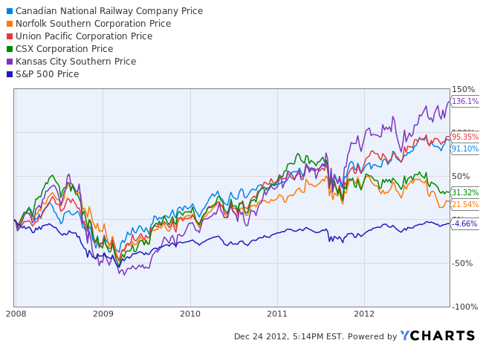 Canadian National Railway Company Price
Norfolk Southern Corporation Price
Union Pacific Corporation Price
CSX Corporation Price
Kansas City Southern Price
S&P 500 Price
150%
136.1%
95.35%
91.10%
50%
31.32%
21.54%
-4.66%
-50%
-100%
2008 2009 2010 2011 2012
Dec 24 2012, 5:14PM EST. Powered by YCHARTS